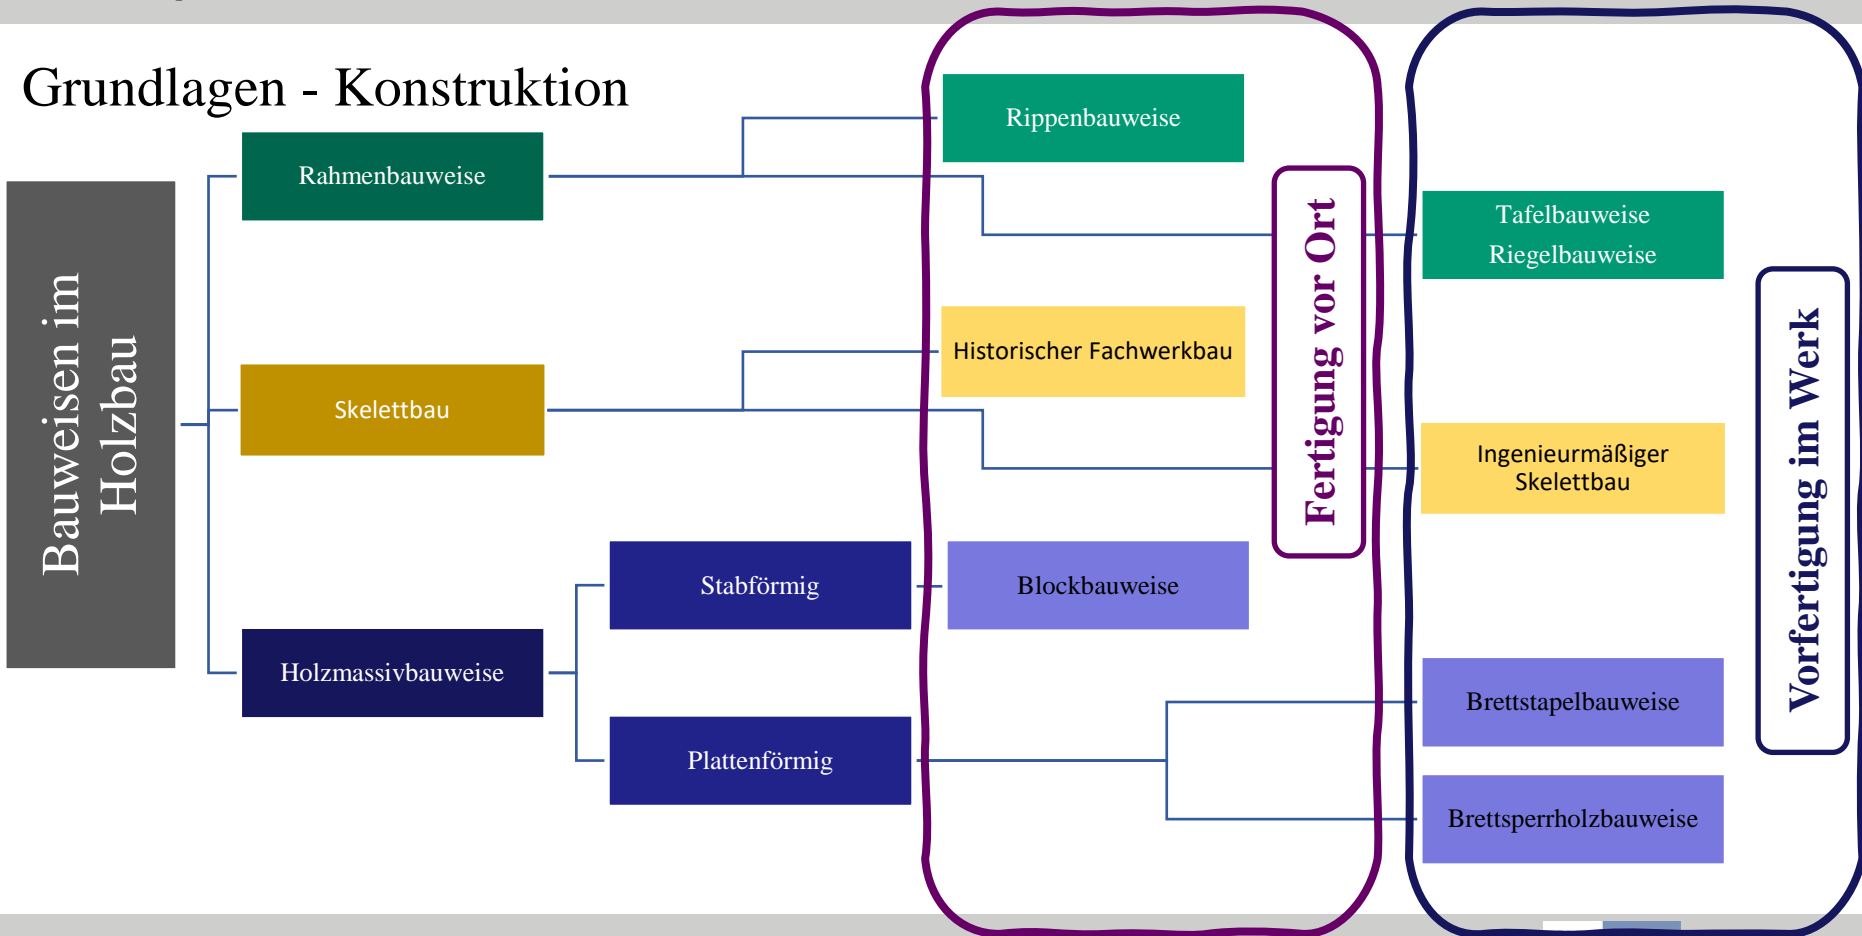 Grundlagen - Konstruktion
Bauweisen im
Holzbau
Rahmenbauweise
Skelettbau
Holzmassivbauweise
Stabförmig
Plattenförmig
Rippenbauweise
Historischer Fachwerkbau
Blockbauweise
Fertigung vor Ort
Tafelbauweise
Riegelbauweise
Ingenieurmäßiger
Skelettbau
Brettstapelbauweise
Brettsperrholzbauweise
Vorfertigung im Werk